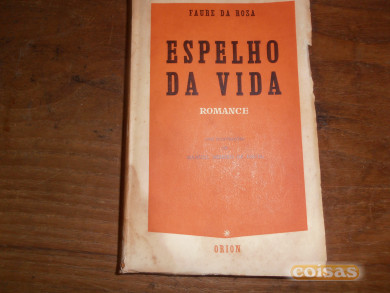 FAURE DA ROSA
ESPELHO
DA VIDA
ROMANCE
ORION
coisas